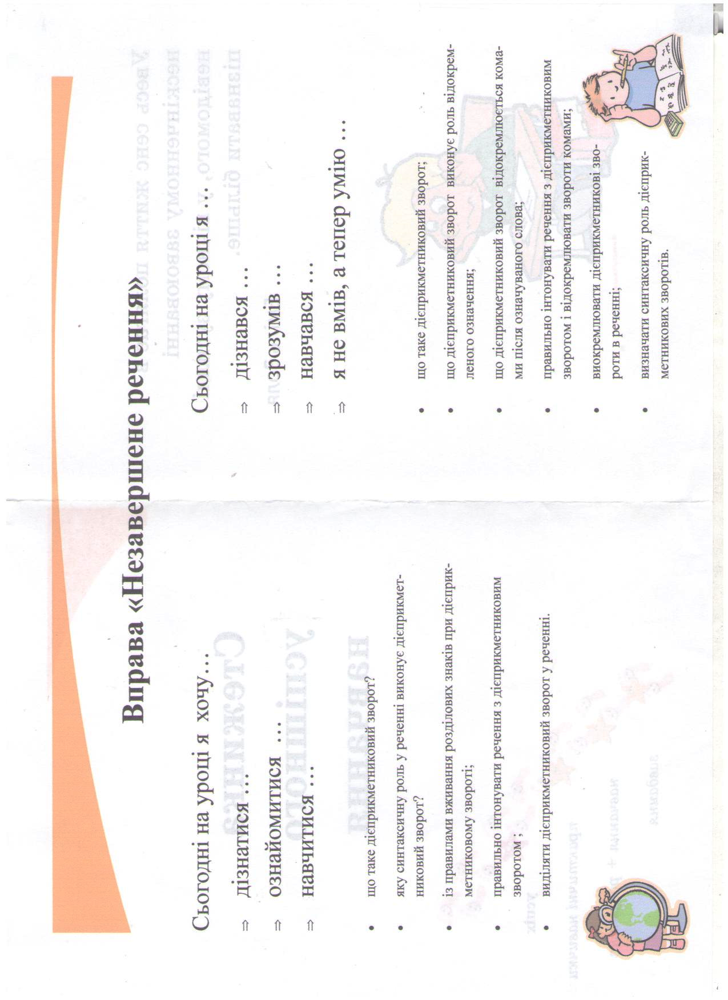 Вправа «Незавершене речення»
Сьогодні на уроці я хочу…
⇒ дізнатися …
⇒ ознайомитися …
⇒ навчитися …
• що таке дієприкметниковий зворот?
• яку синтаксичну роль у реченні виконує дієприкмет-
никовий зворот?
• із правилами вживання розділових знаків при дієприк-
метниковому звороті;
• правильно інтонувати речення з дієприкметниковим
зворотом ;
• виділяти дієприкметниковий зворот у реченні.
Сьогодні на уроці я …
⇒ дізнався …
⇒ зрозумів …
⇒ навчався …
⇒ я не вмів, а тепер умію …
• що таке дієприкметниковий зворот;
• що дієприкметниковий зворот виконує роль відокрем-
леного означення;
• що дієприкметниковий зворот відокремлюється кома-
ми після означуваного слова;
• правильно інтонувати речення з дієприкметниковим
зворотом і відокремлювати звороти комами;
• виокремлювати дієприкметникові зво-
роти в реченні;
• визначати синтаксичну роль дієприк-
метникових зворотів.